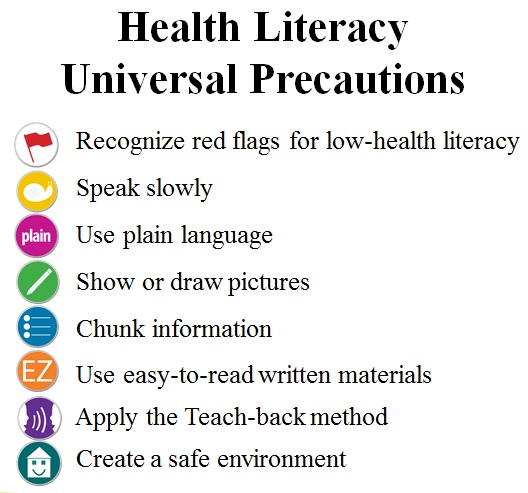 Health Literacy
Universal Precautions
Recognize red flags for low-health literacy
Speak slowly
plain Use plain language
Show or draw pictures
Chunk information
EZ Use easy-to-read written materials
Apply the Teach-back method
Create a safe environment